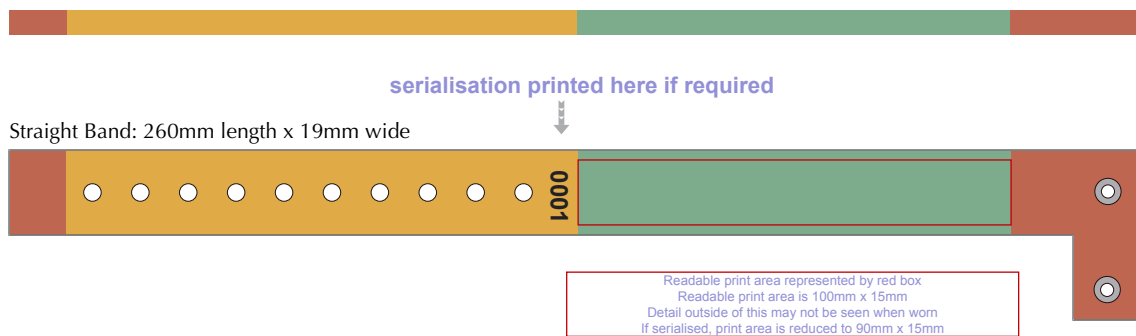 serialisation printed here if required
Straight Band: 260mm length x 19mm wide
0001
Readable print area represented by red box
Readable print area is 100mm x 15mm
Detail outside of this may not be seen when worn
If serialised, print area is reduced to 90mm x 15mm